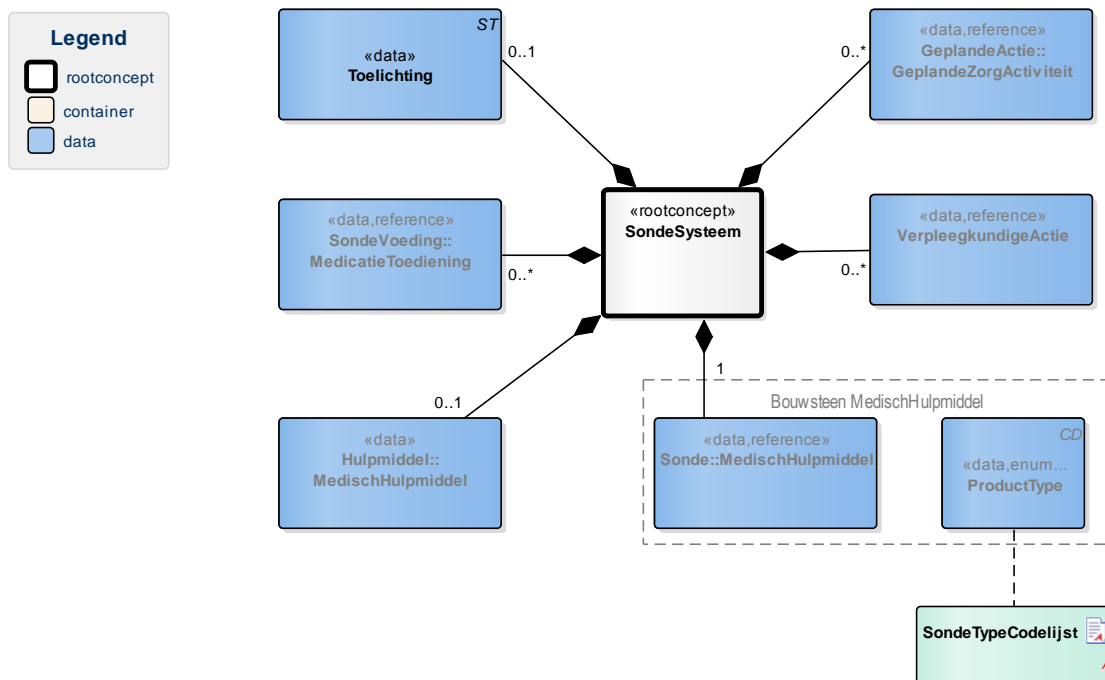 Legend
rootconcept
container
data
ST
«data»
Toelichting
0..1
«data,reference»
GeplandeActie::
GeplandeZorgActiviteit
0..*
«data,reference»
SondeVoeding::
MedicatieToediening
0..*
«rootconcept»
SondeSysteem
«data,reference»
VerpleegkundigeActie
0..*
0..1
1
«data»
Hulpmiddel::
MedischHulpmiddel
Bouwsteen MedischHulpmiddel
«data,reference»
Sonde::MedischHulpmiddel
CD
«data,enum...
ProductType
SondeTypeCodelijst